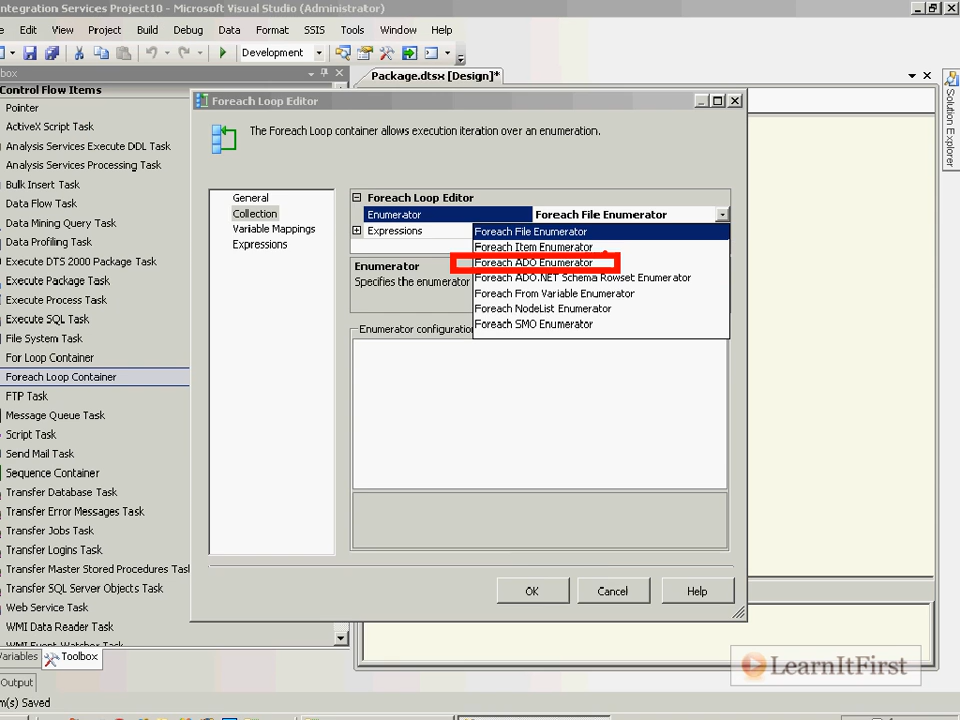 Integration Services Project10 - Microsoft Visual Studio (Administrator)
Edit View Project Build Debug Data Format SSIS Tools Window Help
Development
box
Package.dtsx [Design]*
Control Flow Items
Pointer
ActiveX Script Task
Analysis Services Execute DDL Task
Analysis Services Processing Task
Bulk Insert Task
Data Flow Task
Data Mining Query Task
Data Profiling Task
Execute DTS 2000 Package Task
Execute Package Task
Execute Process Task
Execute SQL Task
File System Task
For Loop Container
Foreach Loop Container
FTP Task
Message Queue Task
Script Task
Send Mail Task
Sequence Container
Transfer Database Task
Transfer Error Messages Task
Transfer Jobs Task
Transfer Logins Task
Transfer Master Stored Procedures Tas
Transfer SQL Server Objects Task
Web Service Task
WMI Data Reader Task
WMI Event Watcher Task
Variables Toolbox
Output
m(s) Saved
Foreach Loop Editor
The Foreach Loop container allows execution iteration over an enumeration.
General
Collection
Variable Mappings
Expressions
Foreach Loop Editor
Enumerator Foreach File Enumerator
Expressions
Foreach File Enumerator
Foreach Item Enumerator
Foreach ADO Enumerator
Foreach ADO.NET Schema Rowset Enumerator
Foreach From Variable Enumerator
Foreach NodeList Enumerator
Foreach SMO Enumerator
Enumerator
Specifies the enumerator
Enumerator configuration
OK Cancel Help
Solution Explorer
LearnItFirst